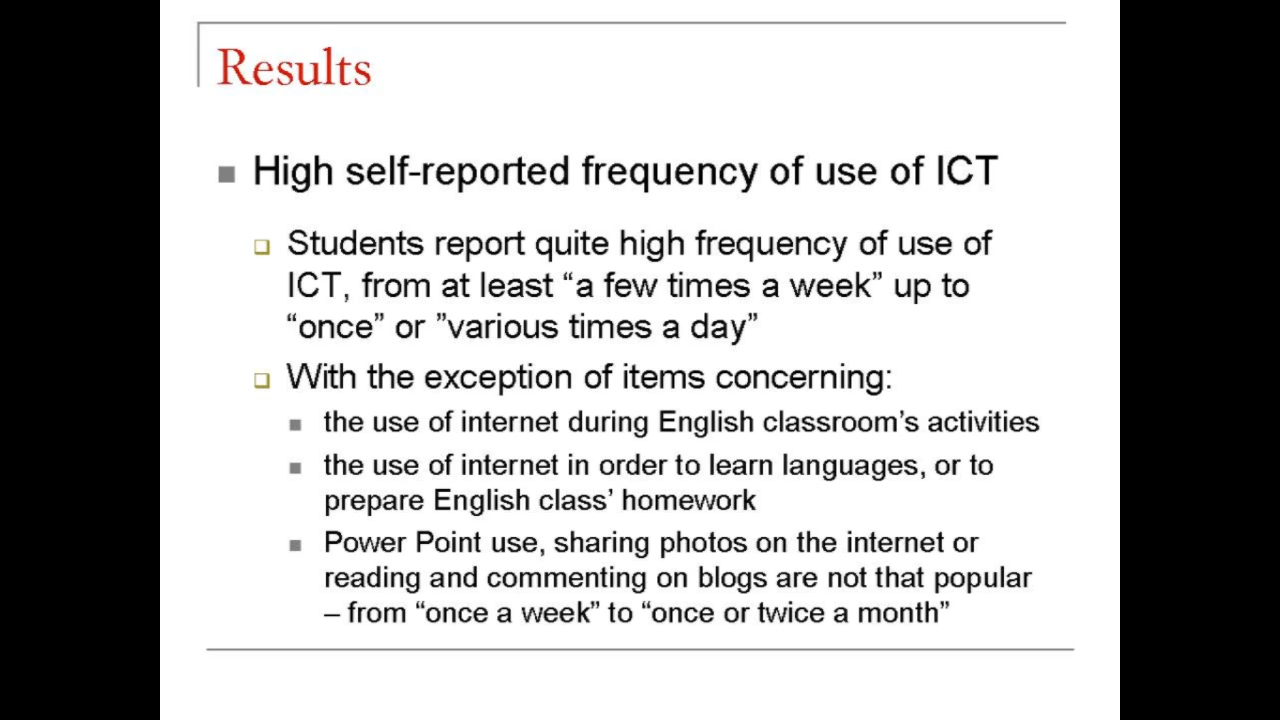 Results
High self-reported frequency of use of ICT
Students report quite high frequency of use of
ICT, from at least “a few times a week” up to
“once” or ”various times a day”
With the exception of items concerning:
the use of internet during English classroom’s activities
the use of internet in order to learn languages, or to
prepare English class’ homework
Power Point use, sharing photos on the internet or
reading and commenting on blogs are not that popular
– from “once a week” to “once or twice a month”